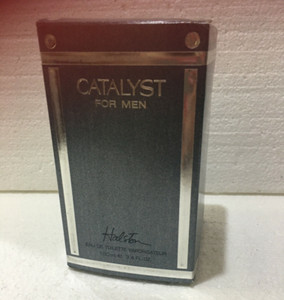 CATALYST
FOR MEN
Halston
EAU DE TOILETTE VAPORISATEUR